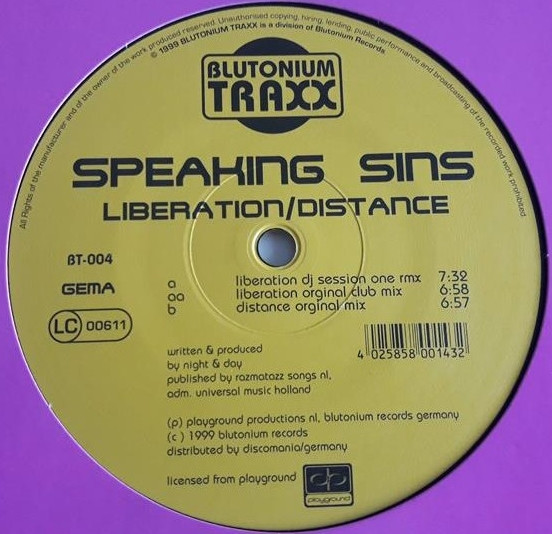 All Rights of the manufacturer and of the owner of the work produced reserved. Unauthorised copying, hiring, lending, public performance and broadcasting of the recorded work prohibited.
© 1999 BLUTONIUM TRAXX is a division of Blutonium Records.
BLUTONIUM
TRAXX
SPEAKING SINS
LIBERATION/DISTANCE
BT-004
GEMA
LC 00611
a liberation dj session one rmx 7:32
aa liberation orginal club mix 6:58
b distance orginal mix 6:57
4 025858 001432
written & produced
by night & day
published by razmatazz songs nl,
adm. universal music holland
(p) playground productions nl, blutonium records germany
(c) 1999 blutonium records
distributed by discomania/germany
licensed from playground
playground